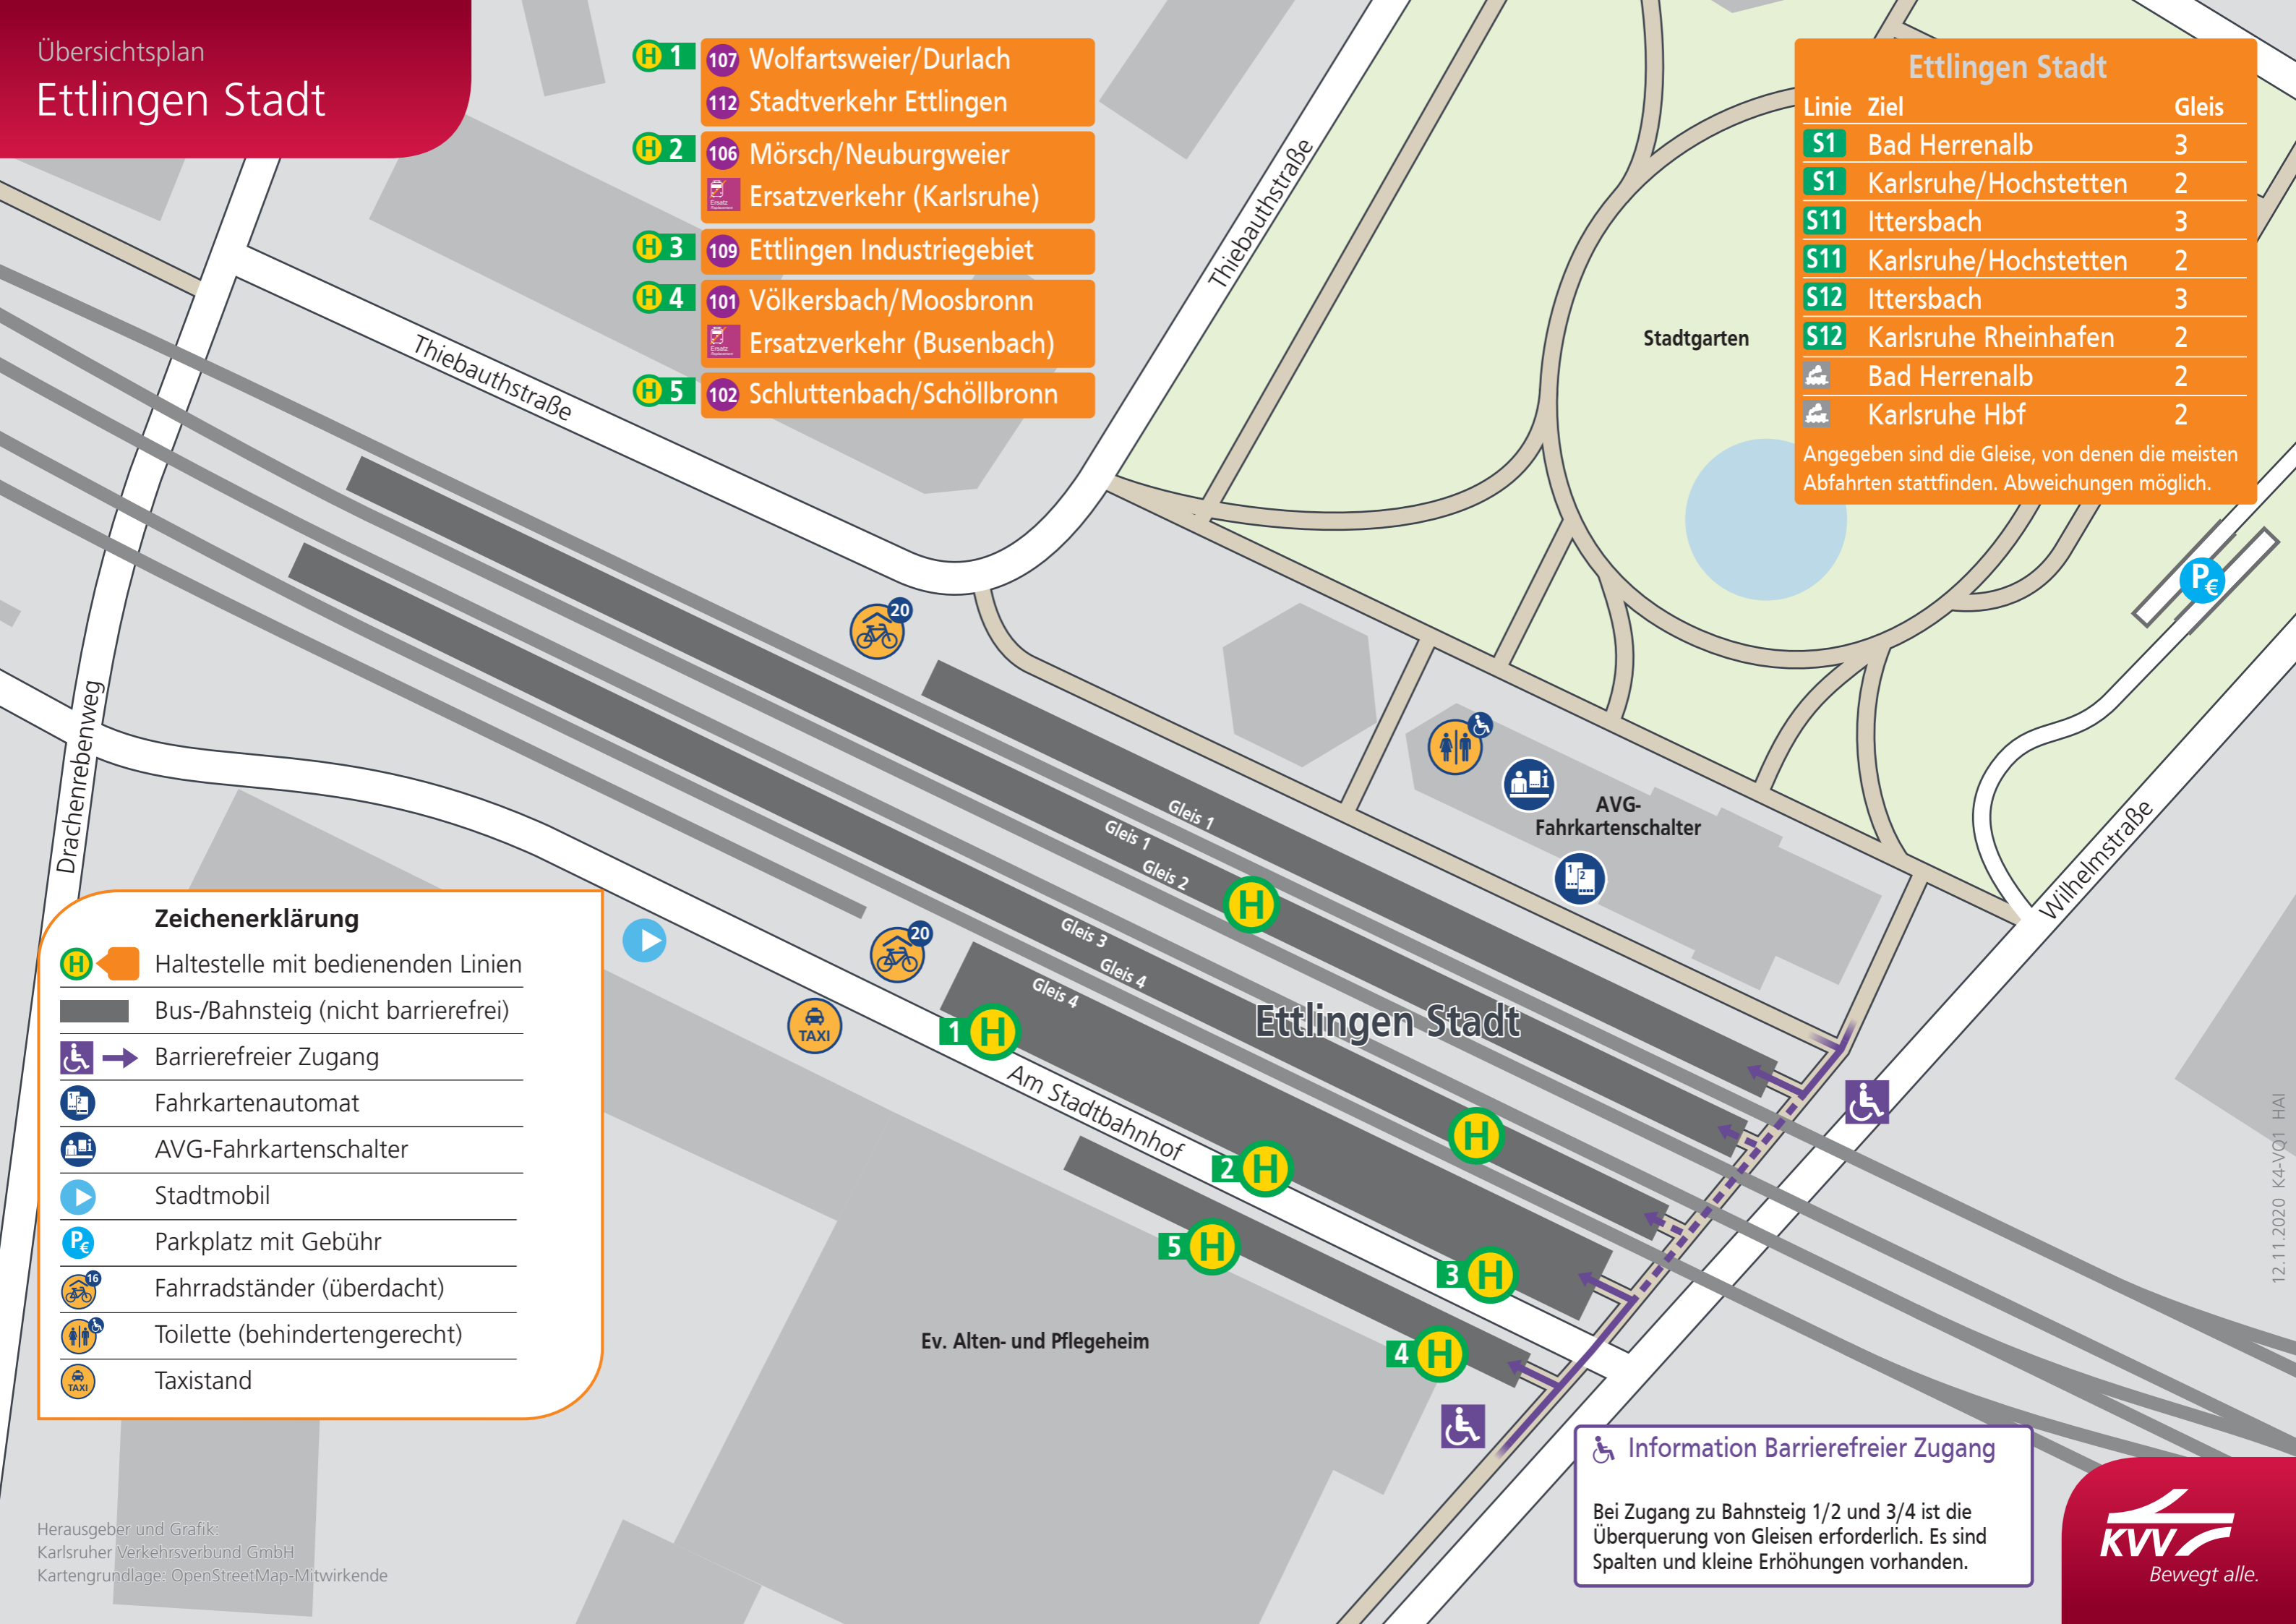 Übersichtsplan
Ettlingen Stadt
H 1
107 Wolfartsweier/Durlach
112 Stadtverkehr Ettlingen
H 2
106 Mörsch/Neuburgweier
Ersatz Ersatzverkehr (Karlsruhe)
H 3
109 Ettlingen Industriegebiet
H 4
101 Völkersbach/Moosbronn
Ersatz Ersatzverkehr (Busenbach)
H 5
102 Schluttenbach/Schöllbronn
Ettlingen Stadt
Linie Ziel Gleis
S1 Bad Herrenalb 3
S1 Karlsruhe/Hochstetten 2
S11 Ittersbach 3
S11 Karlsruhe/Hochstetten 2
S12 Ittersbach 3
S12 Karlsruhe Rheinhafen 2
Bad Herrenalb 2
Karlsruhe Hbf 2
Angegeben sind die Gleise, von denen die meisten
Abfahrten stattfinden. Abweichungen möglich.
Thiebauthstraße
Thiebauthstraße
Stadtgarten
P€
20
Drachenrebenweg
AVG-
Fahrkartenschalter
1 2
Wilhelmstraße
Gleis 1
Gleis 1
Gleis 2
H
Gleis 3
Gleis 4
Gleis 4
20
TAXI
Ettlingen Stadt
1 H
Am Stadtbahnhof
H
2 H
5 H
3 H
4 H
Ev. Alten- und Pflegeheim
Zeichenerklärung
H Haltestelle mit bedienenden Linien
Bus-/Bahnsteig (nicht barrierefrei)
Barrierefreier Zugang
1 2 Fahrkartenautomat
AVG-Fahrkartenschalter
Stadtmobil
P€ Parkplatz mit Gebühr
16 Fahrradständer (überdacht)
Toilette (behindertengerecht)
TAXI Taxistand
Information Barrierefreier Zugang
Bei Zugang zu Bahnsteig 1/2 und 3/4 ist die
Überquerung von Gleisen erforderlich. Es sind
Spalten und kleine Erhöhungen vorhanden.
12.11.2020 K4-VQ1 HAI
Herausgeber und Grafik:
Karlsruher Verkehrsverbund GmbH
Kartengrundlage: OpenStreetMap-Mitwirkende
KVV
Bewegt alle.